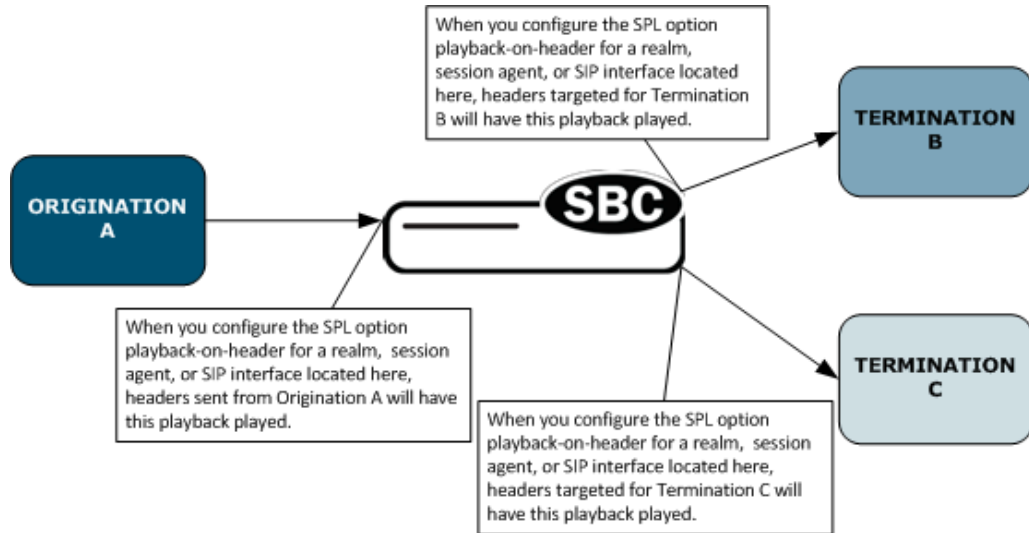 When you configure the SPL option
playback-on-header for a realm,
session agent, or SIP interface located
here, headers targeted for Termination
B will have this playback played.
TERMINATION
B
ORIGINATION
A
SBC
When you configure the SPL option
playback-on-header for a realm, session
agent, or SIP interface located here,
headers sent from Origination A will have
this playback played.
TERMINATION
C
When you configure the SPL option
playback-on-header for a realm, session
agent, or SIP interface located here,
headers targeted for Termination C will
have this playback played.